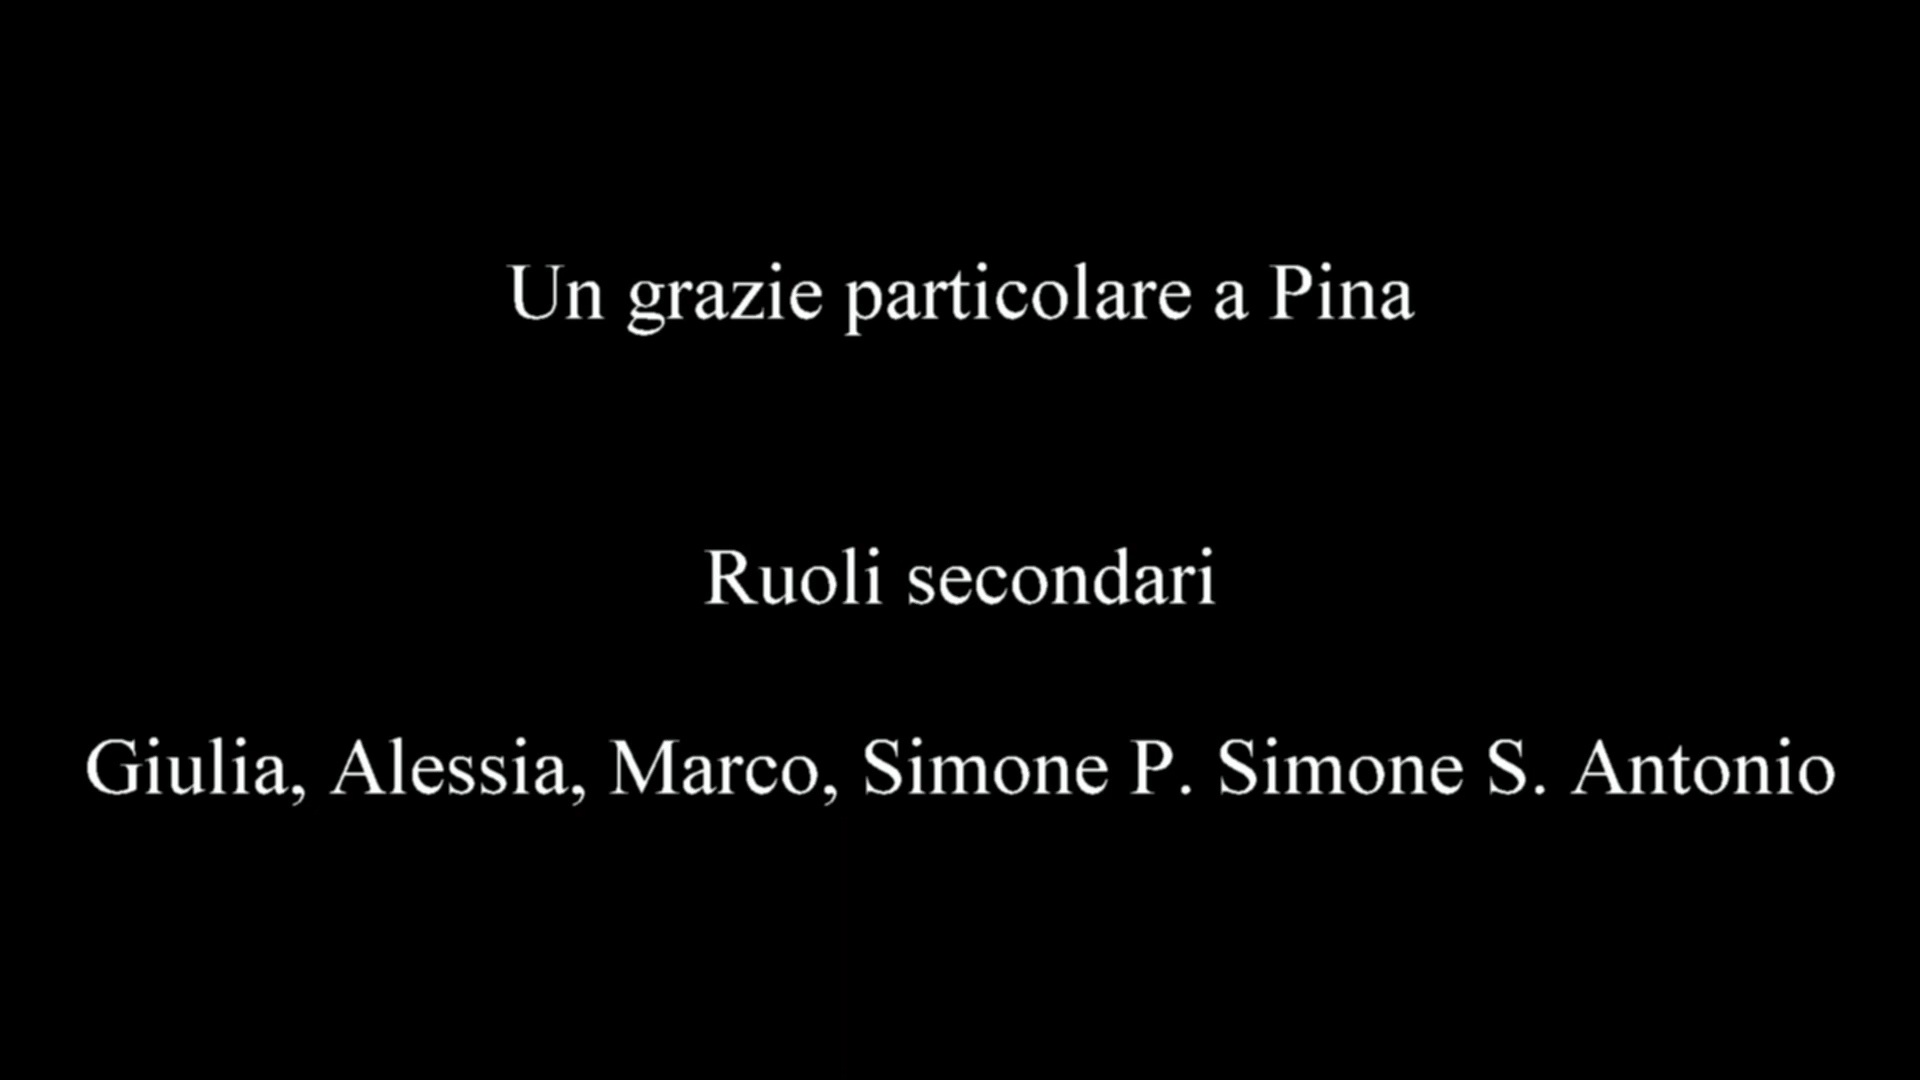 Un grazie particolare a Pina
Ruoli secondari
Giulia, Alessia, Marco, Simone P. Simone S. Antonio